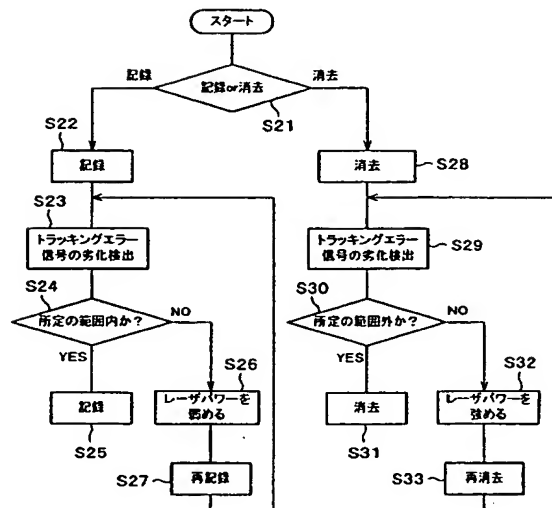 スタート
記録
消去
記録or消去
S21
S22
記録
消去
S28
S23
トラッキングエラー
信号の劣化検出
トラッキングエラー
信号の劣化検出
S29
S24
所定の範囲内か?
NO
YES
S30
所定の範囲外か?
NO
YES
S26
記録
S25
レーザパワーを
弱める
S32
消去
S31
レーザパワーを
強める
S27
再記録
S33
再消去